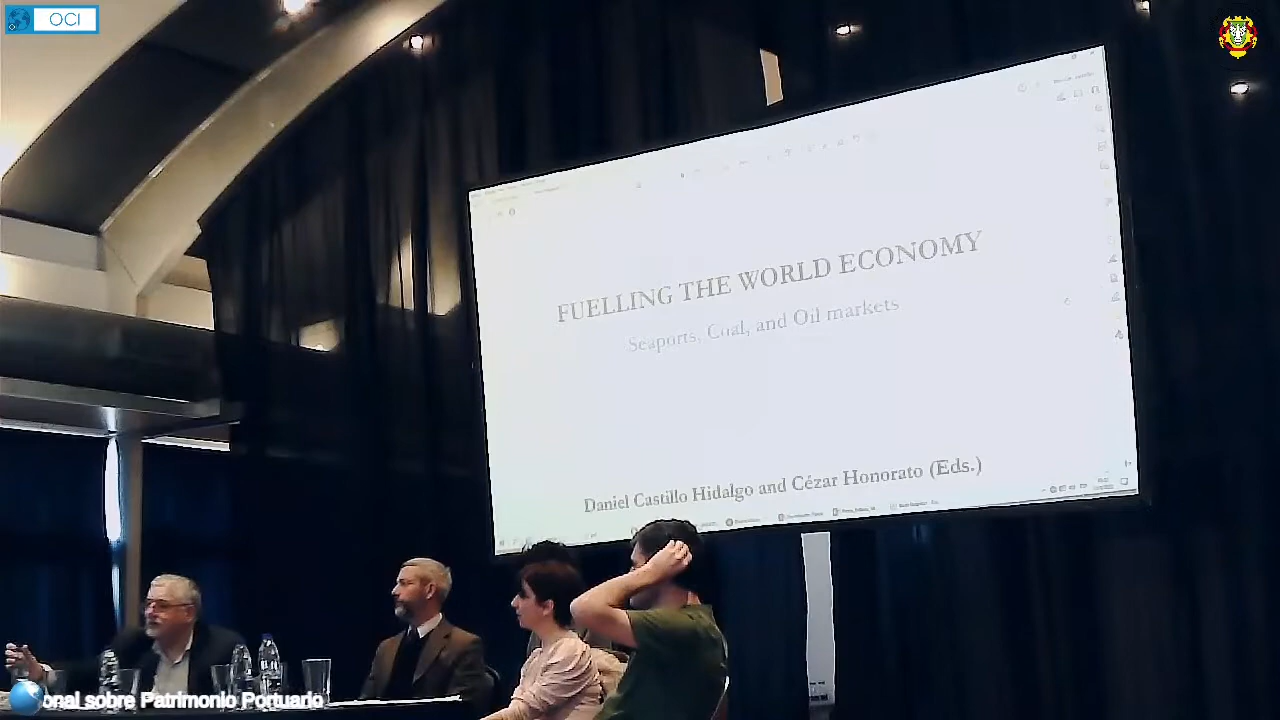 OCI
FUELLING THE WORLD ECONOMY
Seaports, Coal, and Oil markets
Daniel Castillo Hidalgo and Cézar Honorato (Eds.)
onal sobre Patrimonio Portuario